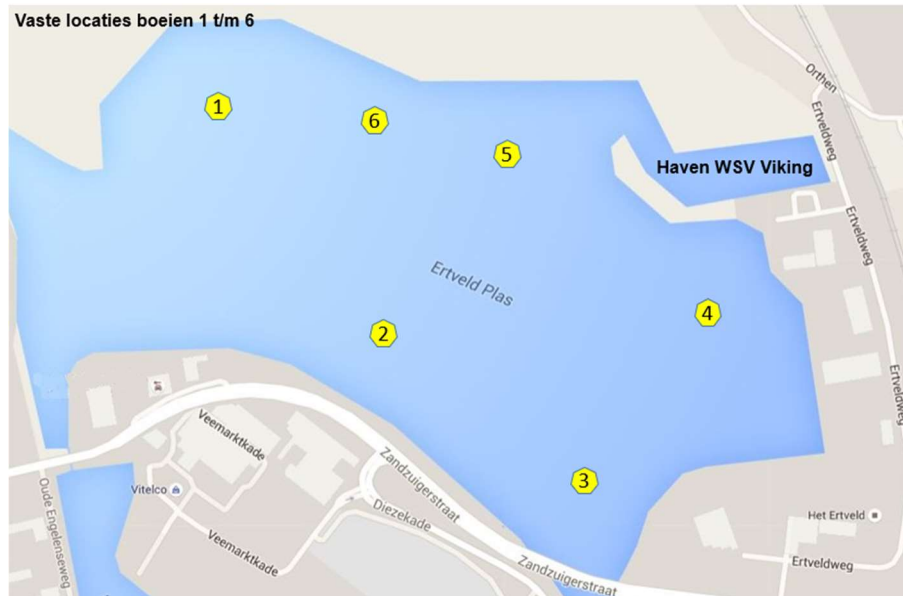 Vaste locaties boeien 1 t/m 6
Orthen
Ertveldweg
1
6
5
Haven WSV Viking
Ertveldweg
Ertveld Plas
4
2
Ertveldweg
Veemarktkade
Zandzuigerstraat
3
Vitelco
Oude Engelenseweg
Diezekade
Het Ertveld
Veemarktkade
Zandzuigerstraat
Ertveldweg